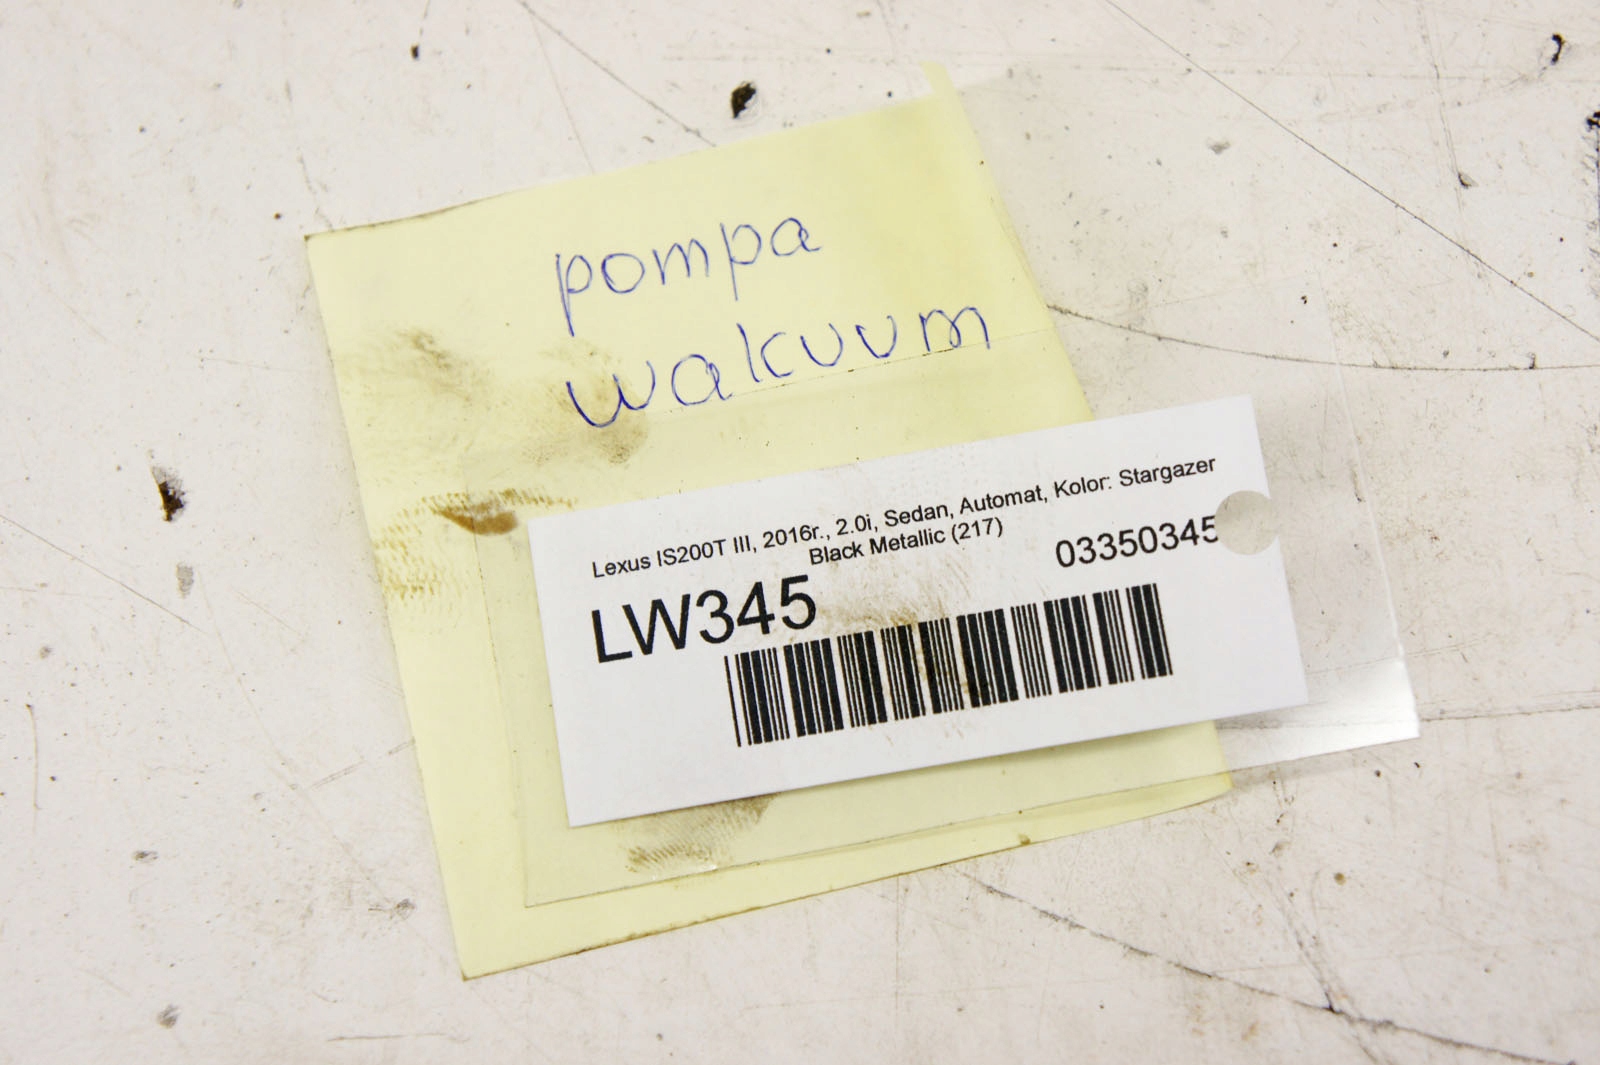 pompa
wakuum
Lexus IS200T III, 2016r., 2.0i, Sedan, Automat, Kolor: Stargazer
Black Metallic (217)
03350345
LW345